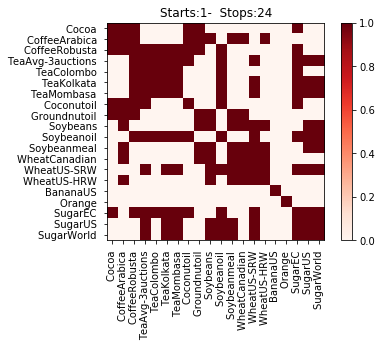 Starts:1- Stops:24
Cocoa
CoffeeArabica
CoffeeRobusta
TeaAvg-3auctions
TeaColombo
TeaKolkata
TeaMombasa
Coconutoil
Groundnutoil
Soybeans
Soybeanoil
Soybeanmeal
WheatCanadian
WheatUS-SRW
WheatUS-HRW
BananaUS
Orange
SugarEC
SugarUS
SugarWorld
Cocoa
CoffeeArabica
CoffeeRobusta
TeaAvg-3auctions
TeaColombo
TeaKolkata
TeaMombasa
Coconutoil
Groundnutoil
Soybeans
Soybeanoil
Soybeanmeal
WheatCanadian
WheatUS-SRW
WheatUS-HRW
BananaUS
Orange
SugarEC
SugarUS
SugarWorld
1.0
0.8
0.6
0.4
0.2
0.0